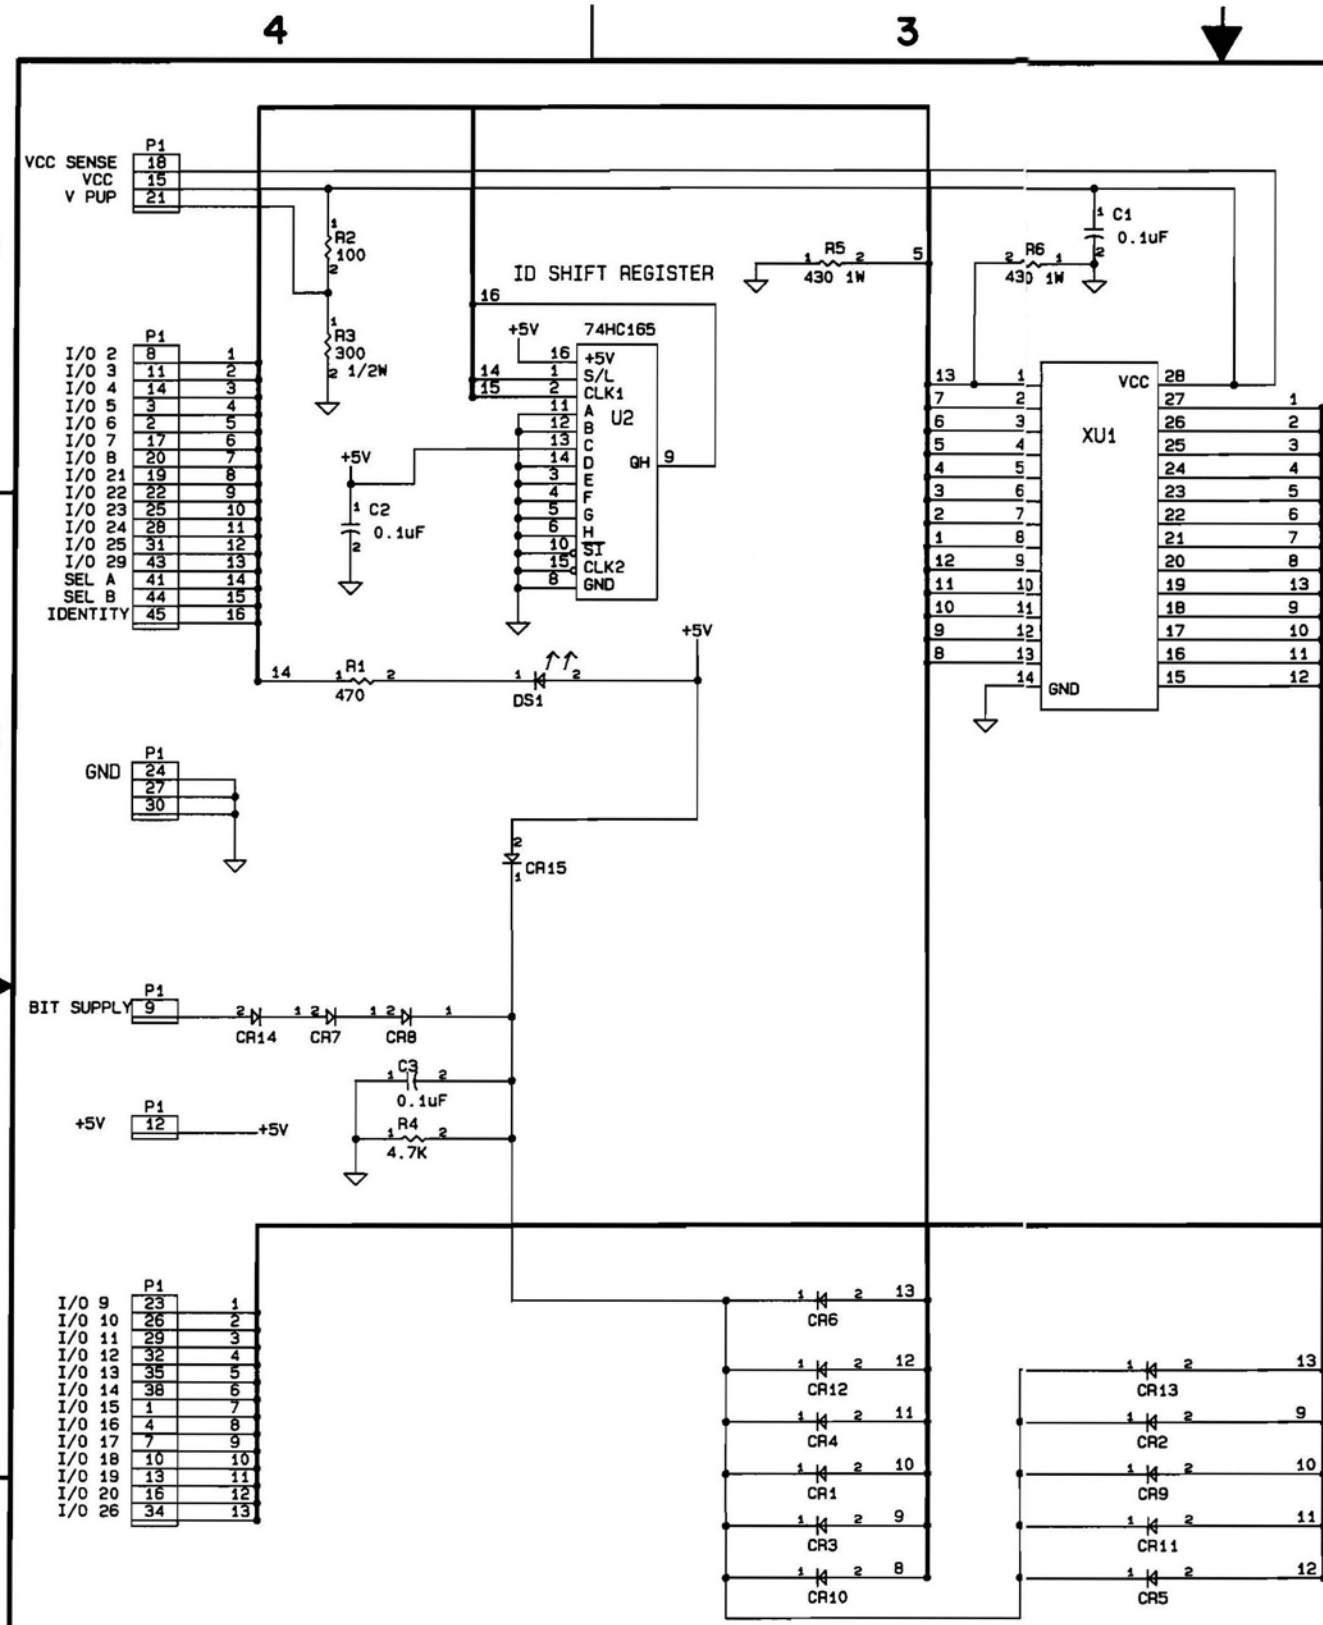 4 3
P1
VCC SENSE 18
VCC 15
V PUP 21
1
R2
100
2
1
R3
300
2 1/2W
1 C1
0.1uF
2
1 R5 2 5
430 1W
2 R6 1
430 1W
ID SHIFT REGISTER
16
+5V 74HC165
16 +5V
14 1 S/L
15 2 CLK1
11 A
12 B U2
13 C
14 D QH 9
3 E
4 F
5 G
6 H
10 SI
15 CLK2
8 GND
P1
I/O 2 8 1
I/O 3 11 2
I/O 4 14 3
I/O 5 3 4
I/O 6 2 5
I/O 7 17 6
I/O 8 20 7
I/O 21 19 8
I/O 22 22 9
I/O 23 25 10
I/O 24 28 11
I/O 25 31 12
I/O 29 43 13
SEL A 41 14
SEL B 44 15
IDENTITY 45 16
+5V
1 C2
0.1uF
2
13 1 VCC 28
7 2 27 1
6 3 XU1 26 2
5 4 25 3
4 5 24 4
3 6 23 5
2 7 22 6
1 8 21 7
12 9 20 8
11 10 19 13
10 11 18 9
9 12 17 10
8 13 16 11
14 GND 15 12
+5V
14 1 R1 2 1 2
470 DS1
P1
GND 24
27
30
2
CR15
1
P1
BIT SUPPLY 9 2 1 2 1 2 1
CR14 CR7 CR8
1 C3 2
0.1uF
P1
+5V 12 +5V
1 R4 2
4.7K
P1
I/O 9 23 1
I/O 10 26 2
I/O 11 29 3
I/O 12 32 4
I/O 13 35 5
I/O 14 38 6
I/O 15 1 7
I/O 16 4 8
I/O 17 7 9
I/O 18 10 10
I/O 19 13 11
I/O 20 16 12
I/O 26 34 13
1 2 13
CR6
1 2 12
CR12
1 2 11
CR4
1 2 10
CR1
1 2 9
CR3
1 2 8
CR10
1 2 13
CR13
1 2 9
CR2
1 2 10
CR9
1 2 11
CR11
1 2 12
CR5